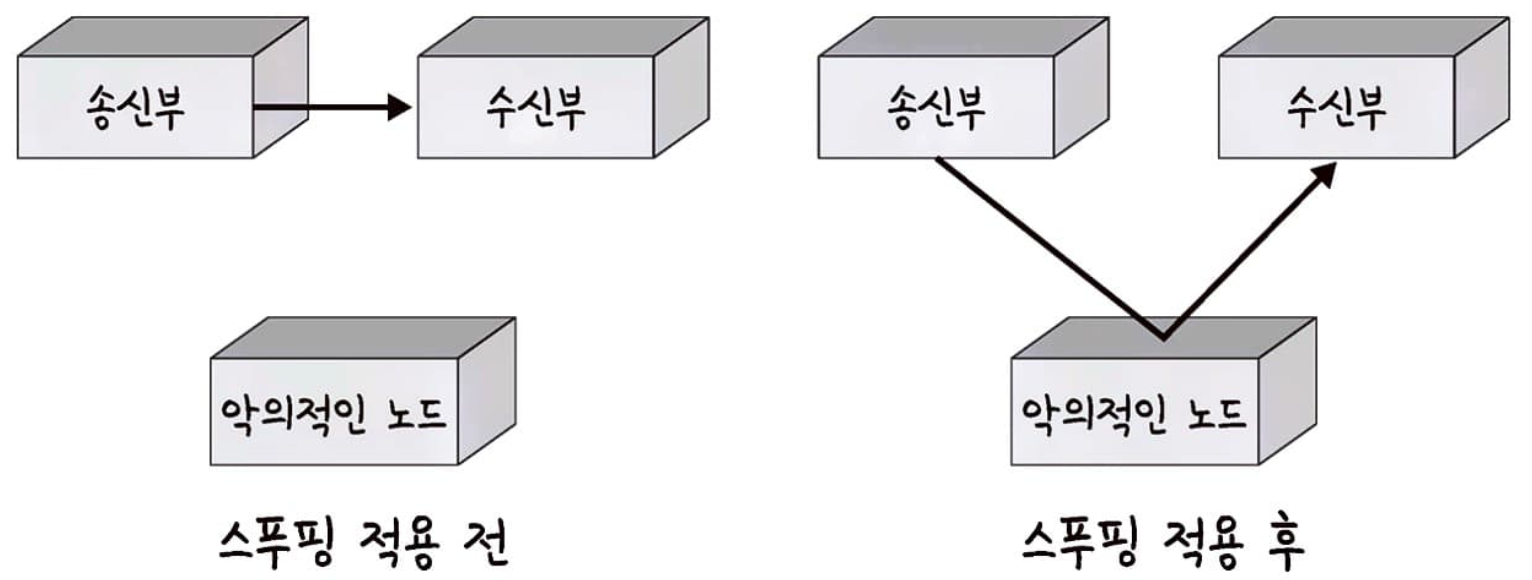 송신부
수신부
악의적인 노드
스푸핑 적용 전
송신부
수신부
악의적인 노드
스푸핑 적용 후